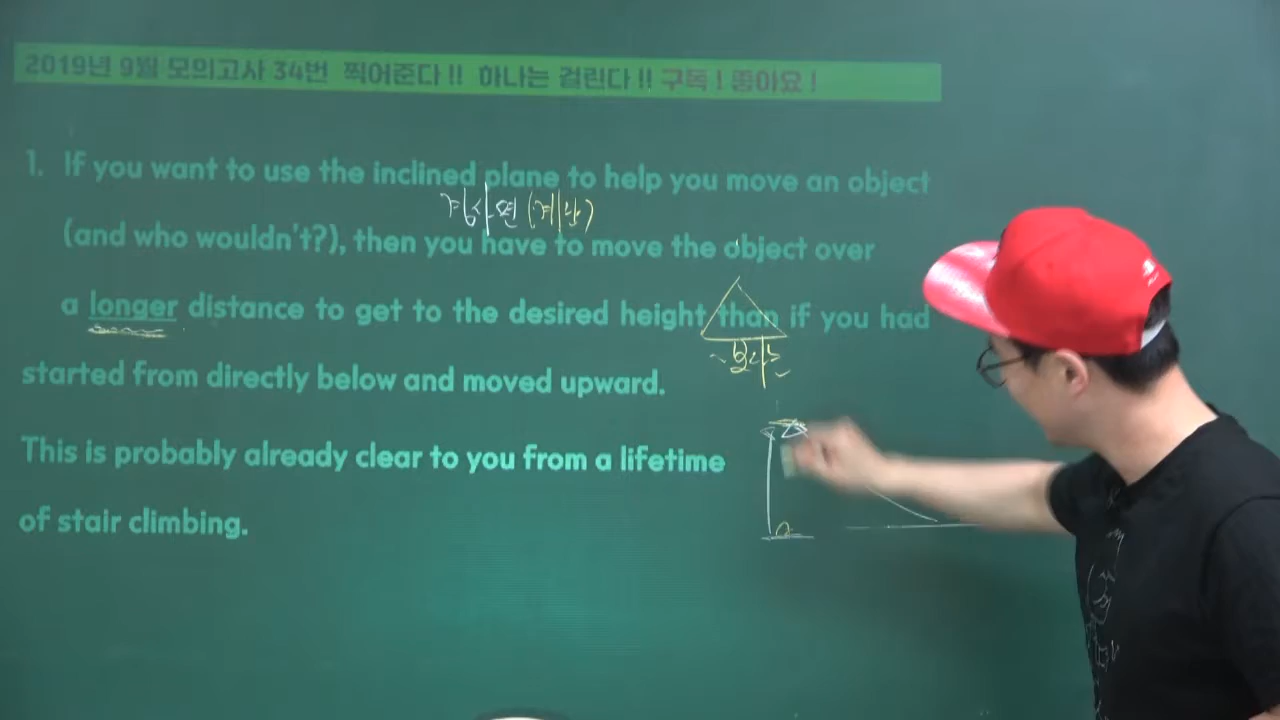 2019년 9월 모의고사 34번 찍어준다 !! 하나는 걸린다 !! 구독 ! 좋아요 !
1. If you want to use the inclined plane to help you move an object
경사면 (계단)
(and who wouldn't?), then you have to move the object over
a longer distance to get to the desired height than if you had
~보다는~
started from directly below and moved upward.
This is probably already clear to you from a lifetime
of stair climbing.